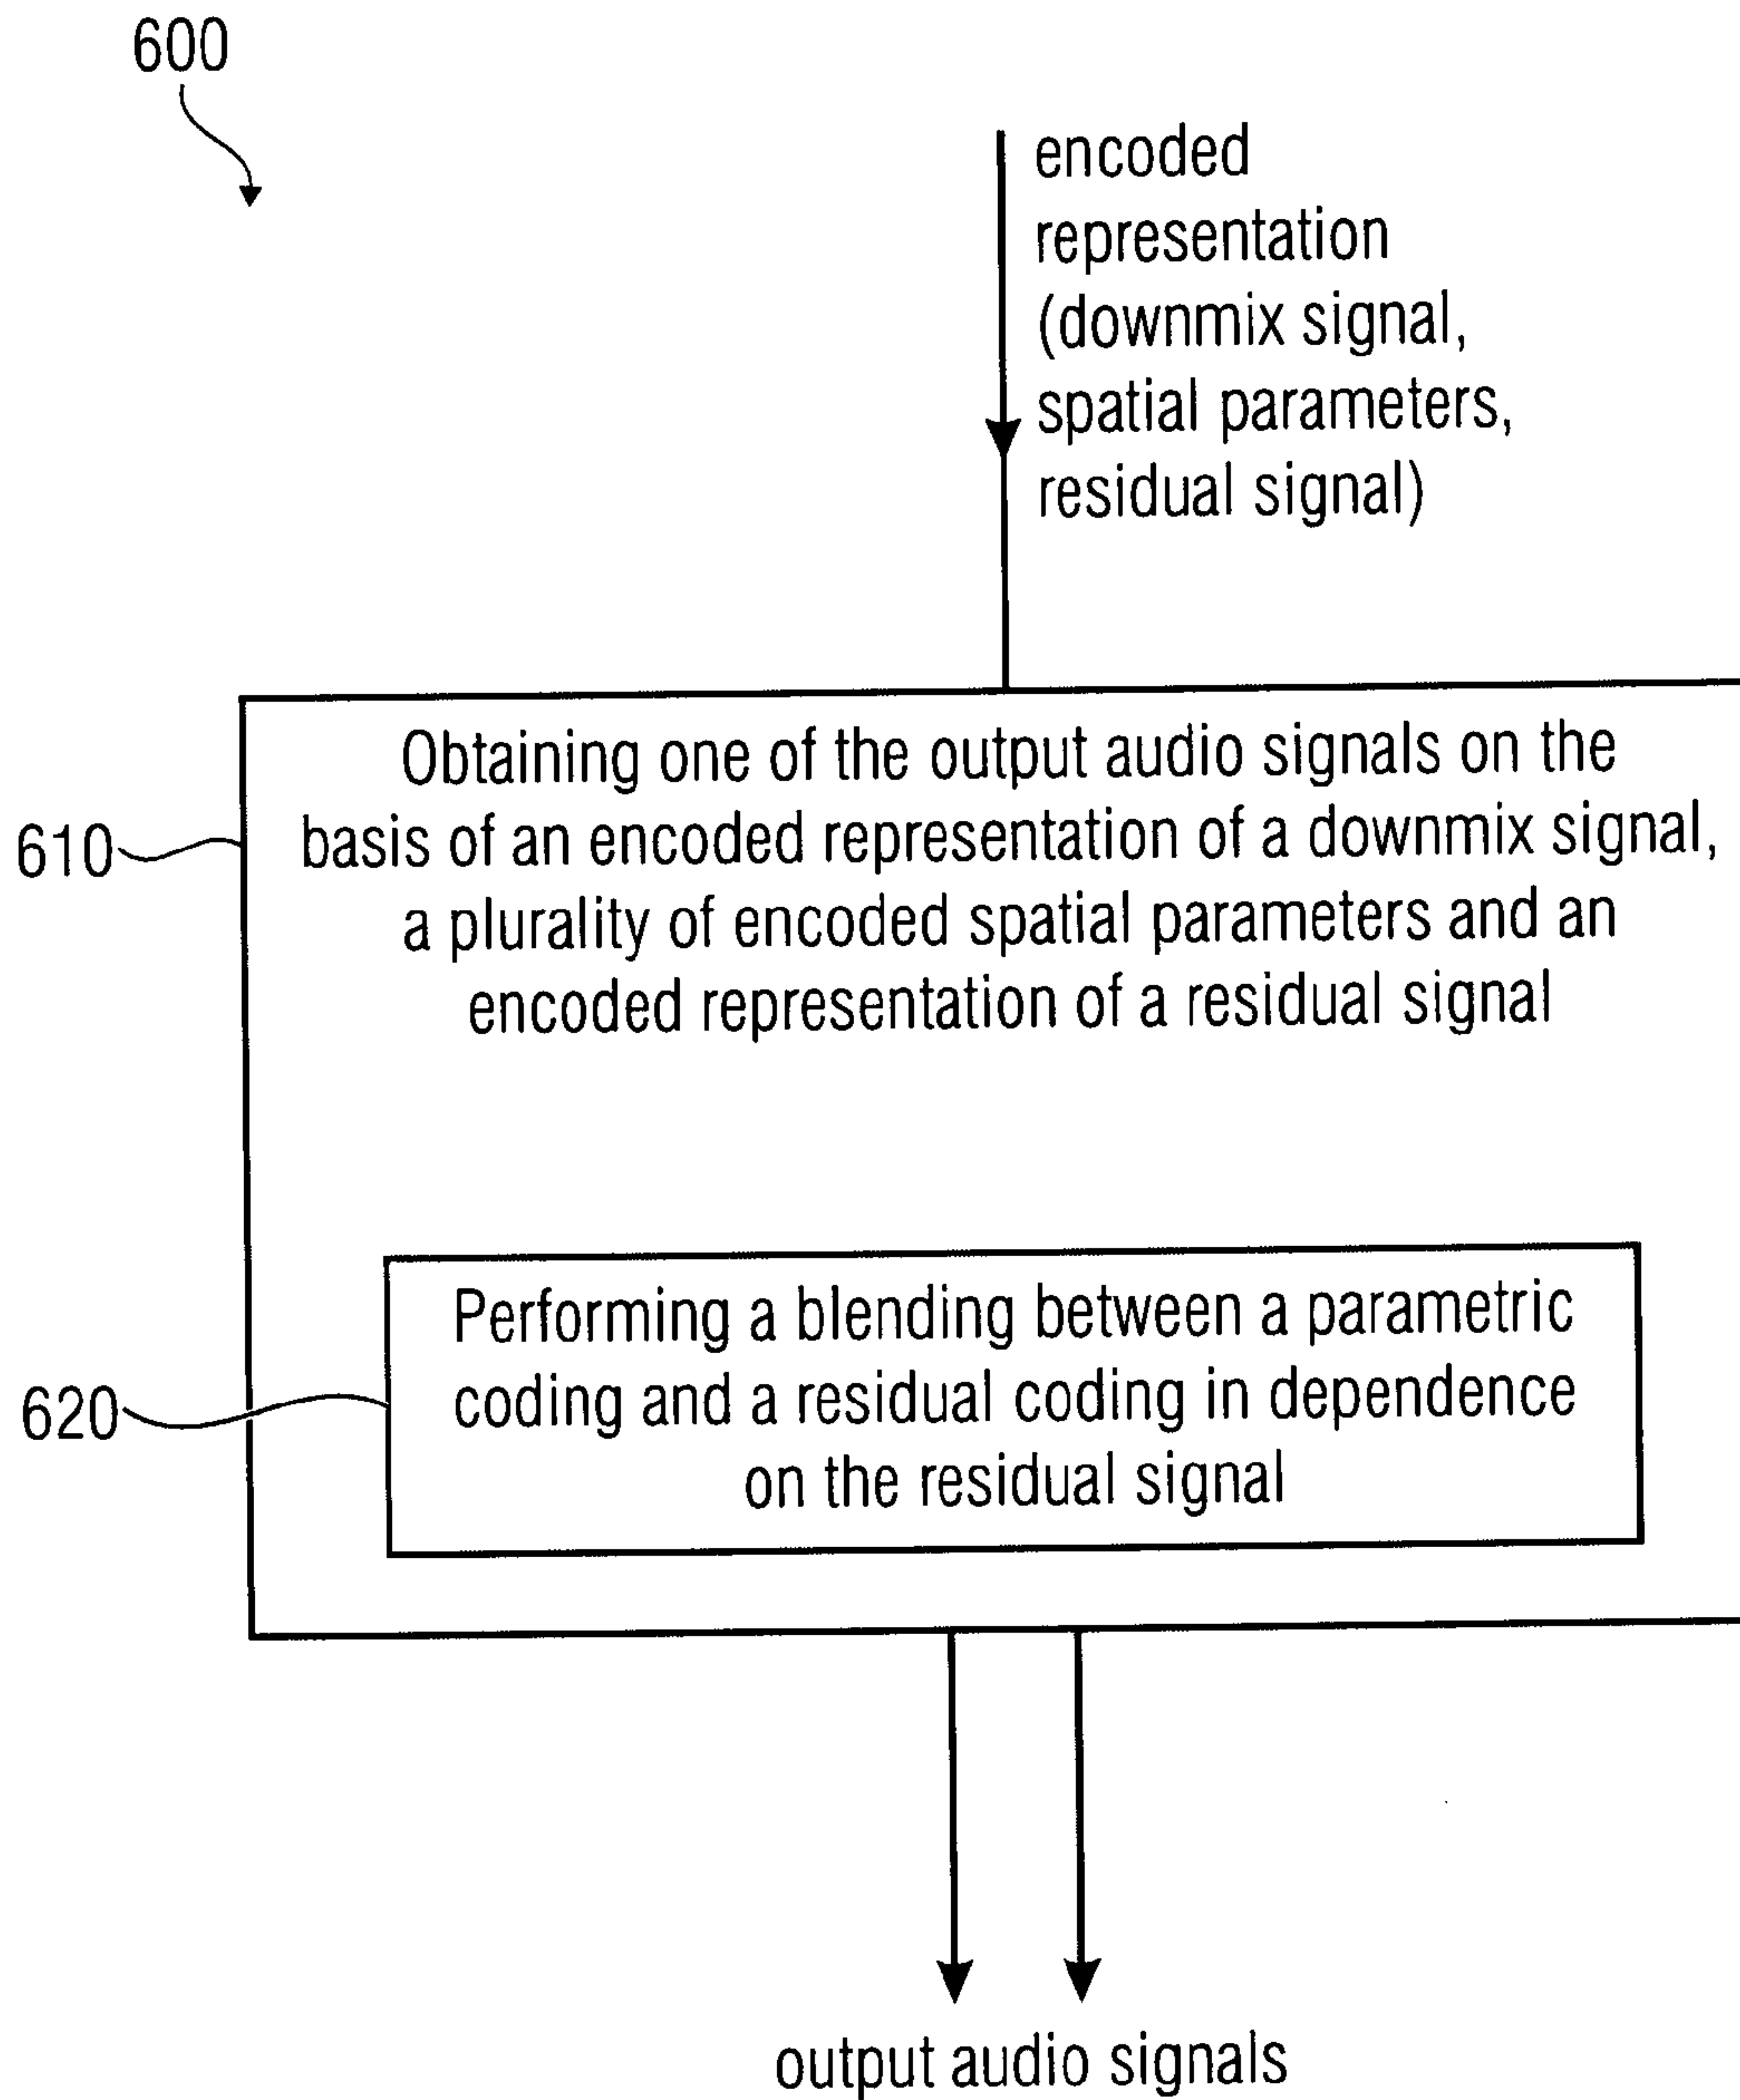 600
encoded
representation
(downmix signal,
spatial parameters,
residual signal)
Obtaining one of the output audio signals on the
610
basis of an encoded representation of a downmix signal,
a plurality of encoded spatial parameters and an
encoded representation of a residual signal
Performing a blending between a parametric
620
coding and a residual coding in dependence
on the residual signal
output audio signals